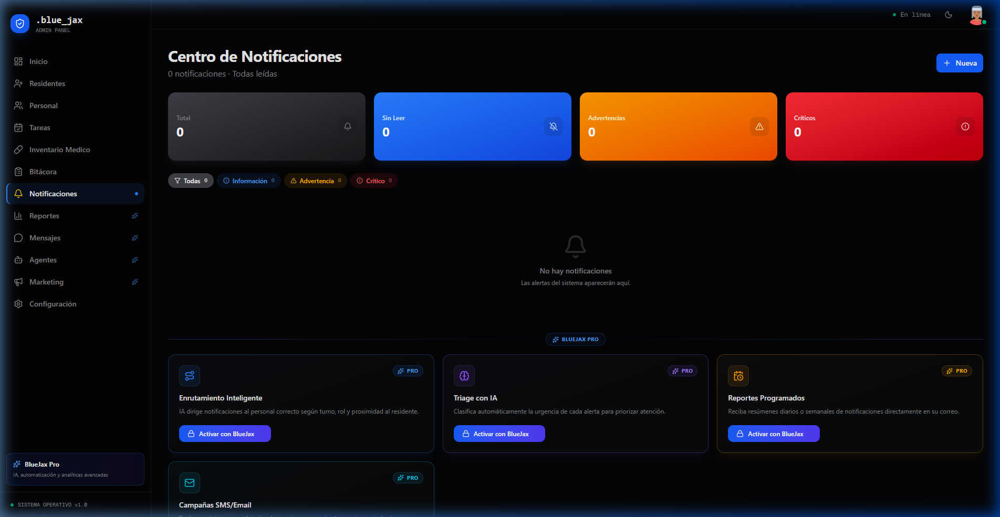 .blue_jax
ADMIN PANEL
Inicio
Residentes
Personal
Tareas
Inventario Medico
Bitácora
Notificaciones
Reportes
Mensajes
Agentes
Marketing
Configuración
BlueJax Pro
IA, automatización y analíticas avanzadas
SISTEMA OPERATIVO v1.0
En línea
Centro de Notificaciones
0 notificaciones · Todas leídas
Nueva
Total
0
Sin Leer
0
Advertencias
0
Críticos
0
Todas 0
Información 0
Advertencia 0
Crítico 0
No hay notificaciones
Las alertas del sistema aparecerán aquí.
BLUEJAX PRO
PRO
Enrutamiento Inteligente
IA dirige notificaciones al personal correcto según turno, rol y proximidad al residente.
Activar con BlueJax
PRO
Triage con IA
Clasifica automáticamente la urgencia de cada alerta para priorizar atención.
Activar con BlueJax
PRO
Reportes Programados
Reciba resúmenes diarios o semanales de notificaciones directamente en su correo.
Activar con BlueJax
PRO
Campañas SMS/Email